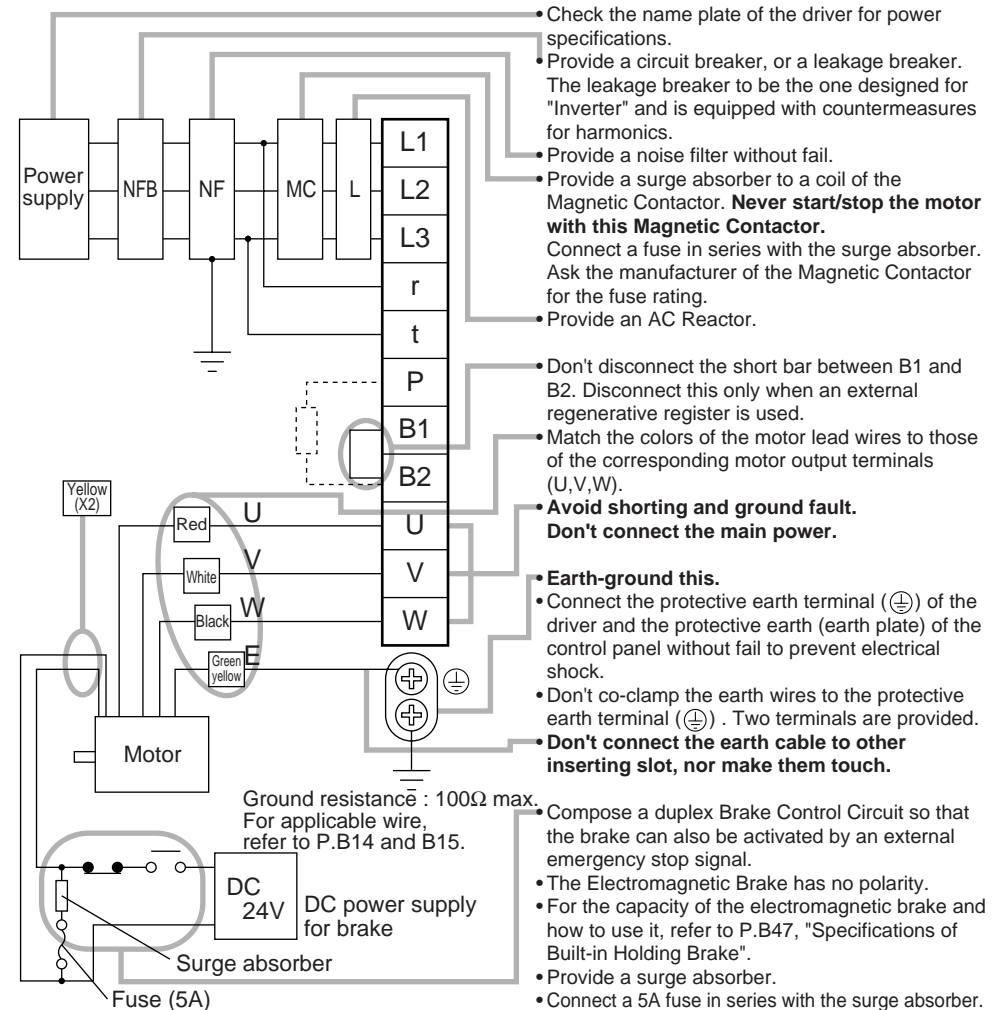 • Check the name plate of the driver for power
specifications.
• Provide a circuit breaker, or a leakage breaker.
The leakage breaker to be the one designed for
"Inverter" and is equipped with countermeasures
for harmonics.
• Provide a noise filter without fail.
• Provide a surge absorber to a coil of the
Magnetic Contactor. Never start/stop the motor
with this Magnetic Contactor.
Connect a fuse in series with the surge absorber.
Ask the manufacturer of the Magnetic Contactor
for the fuse rating.
• Provide an AC Reactor.
• Don't disconnect the short bar between B1 and
B2. Disconnect this only when an external
regenerative register is used.
• Match the colors of the motor lead wires to those
of the corresponding motor output terminals
(U,V,W).
• Avoid shorting and ground fault.
Don't connect the main power.
• Earth-ground this.
• Connect the protective earth terminal (⏚) of the
driver and the protective earth (earth plate) of the
control panel without fail to prevent electrical
shock.
• Don't co-clamp the earth wires to the protective
earth terminal (⏚) . Two terminals are provided.
• Don't connect the earth cable to other
inserting slot, nor make them touch.
• Compose a duplex Brake Control Circuit so that
the brake can also be activated by an external
emergency stop signal.
• The Electromagnetic Brake has no polarity.
• For the capacity of the electromagnetic brake and
how to use it, refer to P.B47, "Specifications of
Built-in Holding Brake".
• Provide a surge absorber.
• Connect a 5A fuse in series with the surge absorber.
Power
supply
NFB
NF
MC
L
L1
L2
L3
r
t
P
B1
B2
U
V
W
Yellow
(X2)
Red
U
White
V
Black
W
Green
yellow
E
Motor
Ground resistance : 100Ω max.
For applicable wire,
refer to P.B14 and B15.
DC
24V
DC power supply
for brake
Surge absorber
Fuse (5A)